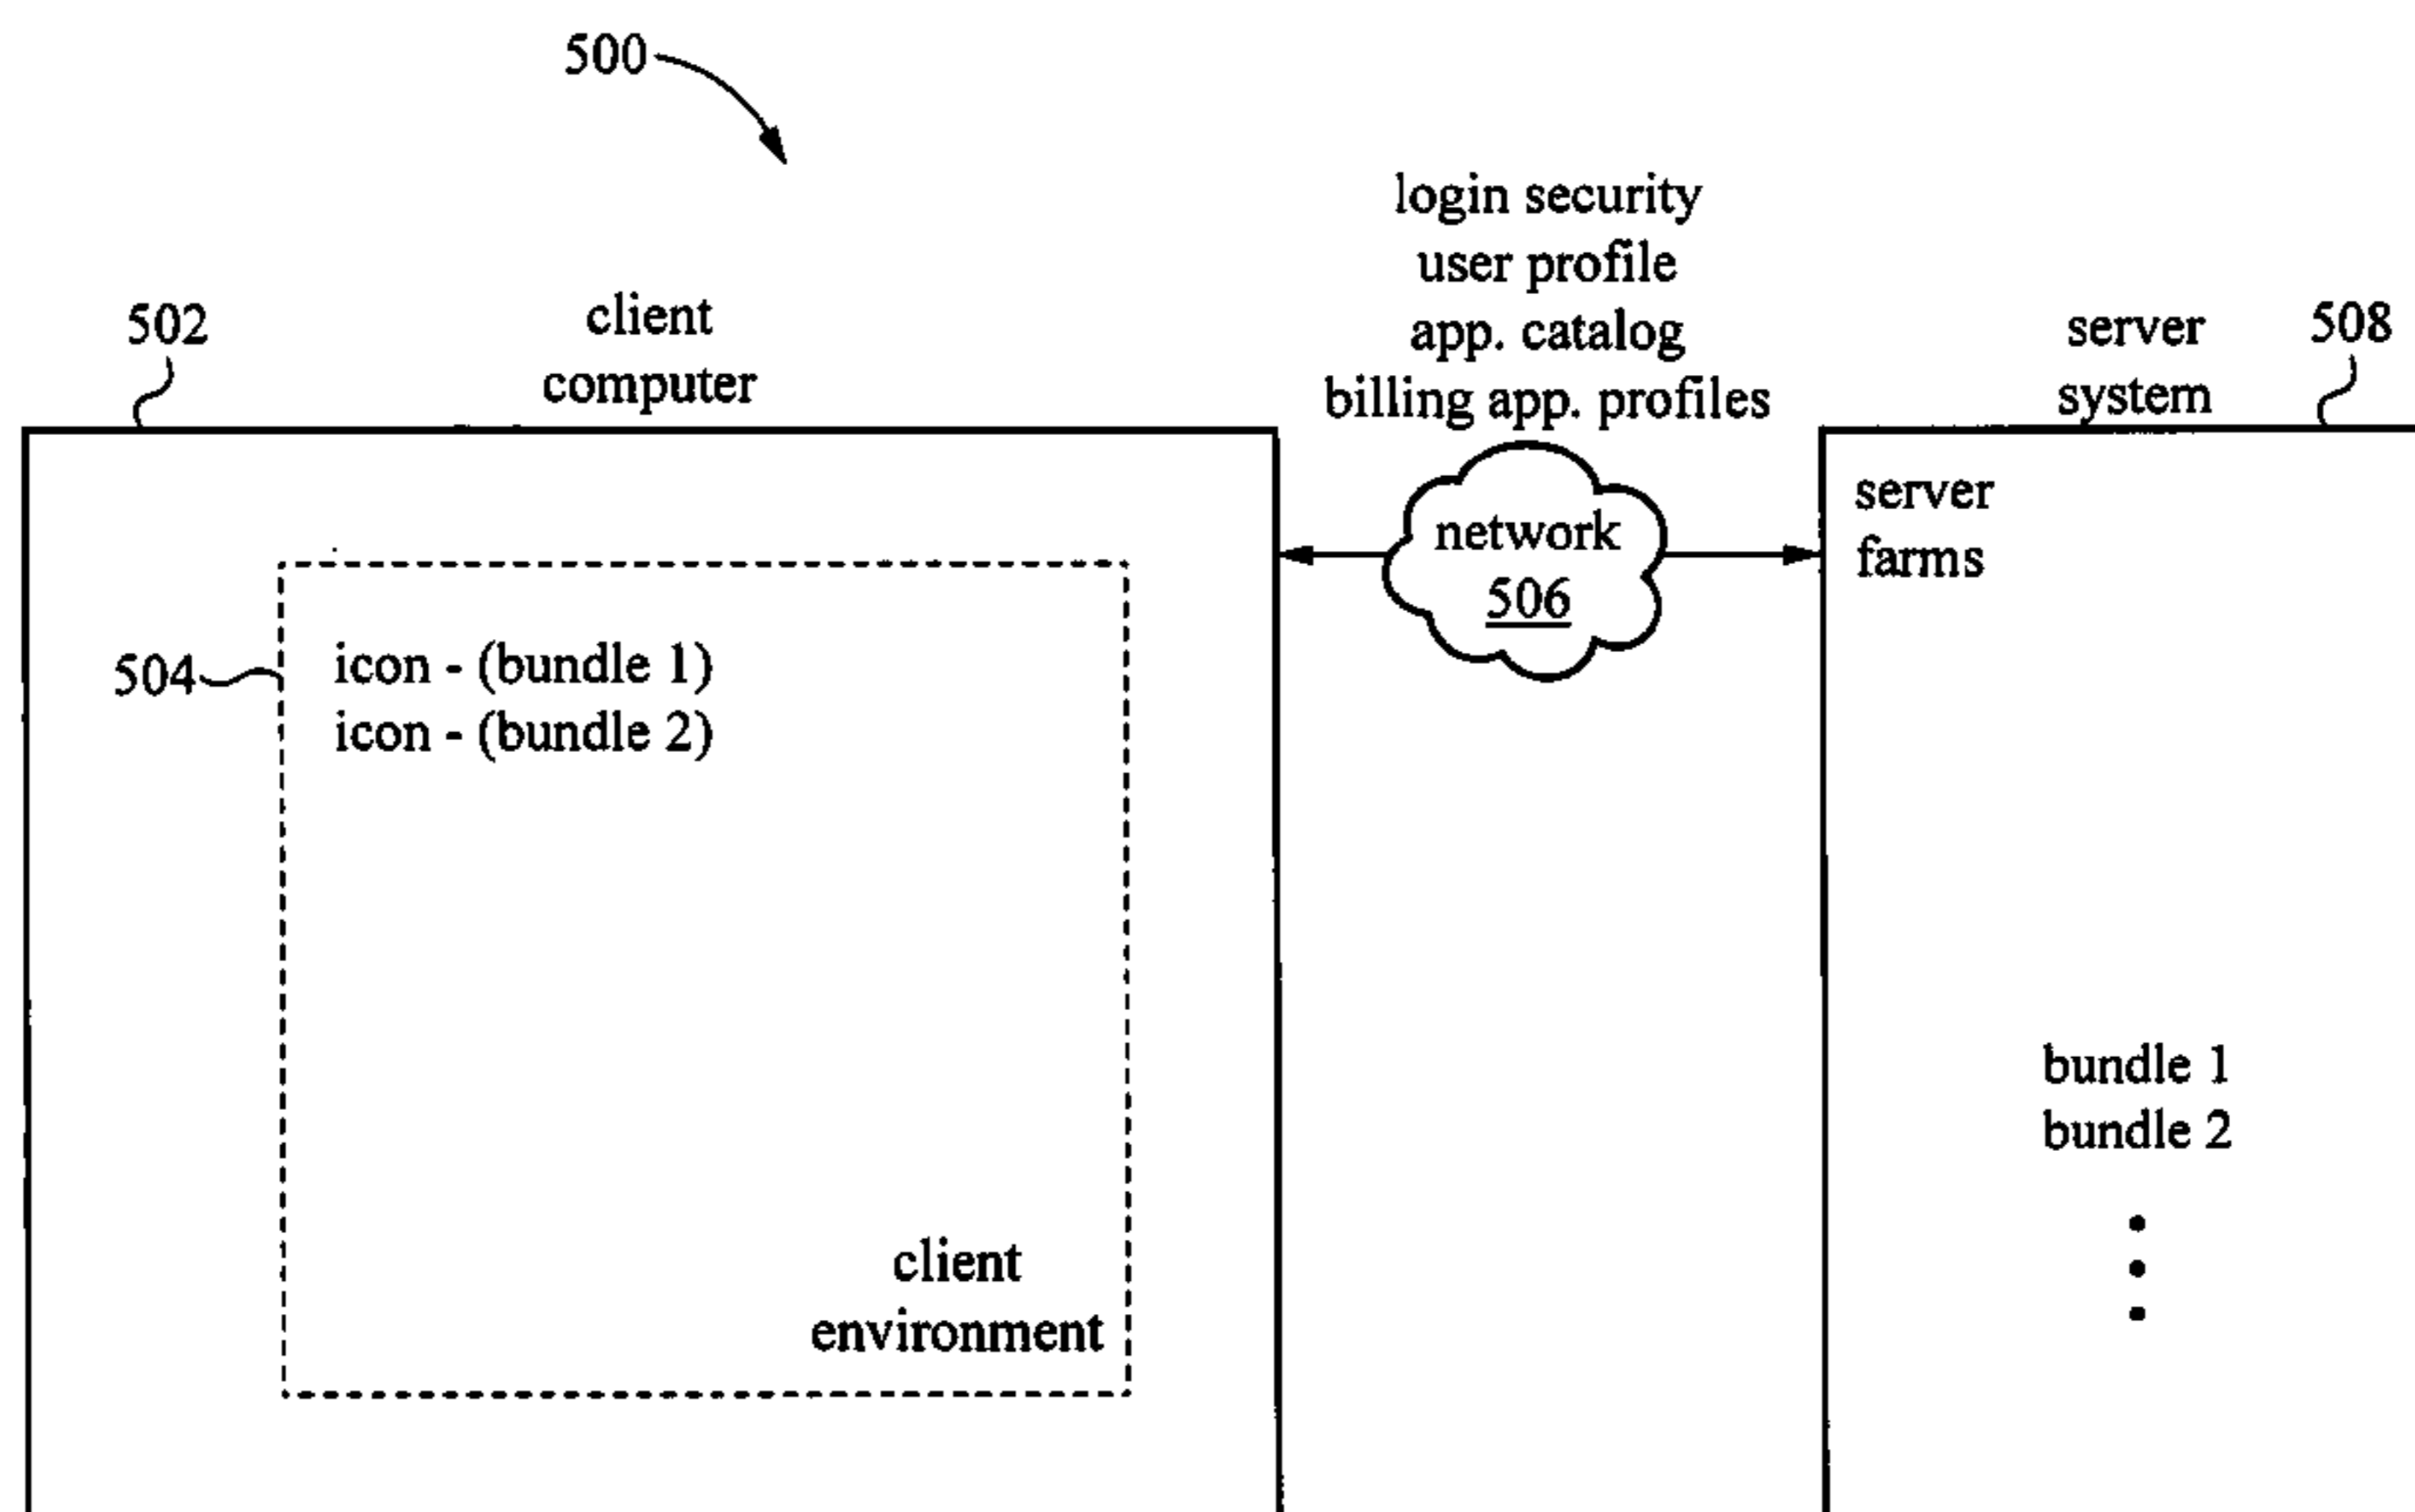 500
login security
user profile
app. catalog
billing app. profiles
502
client
computer
server
system
508
network
506
server
farms
504
icon - (bundle 1)
icon - (bundle 2)
bundle 1
bundle 2
client
environment